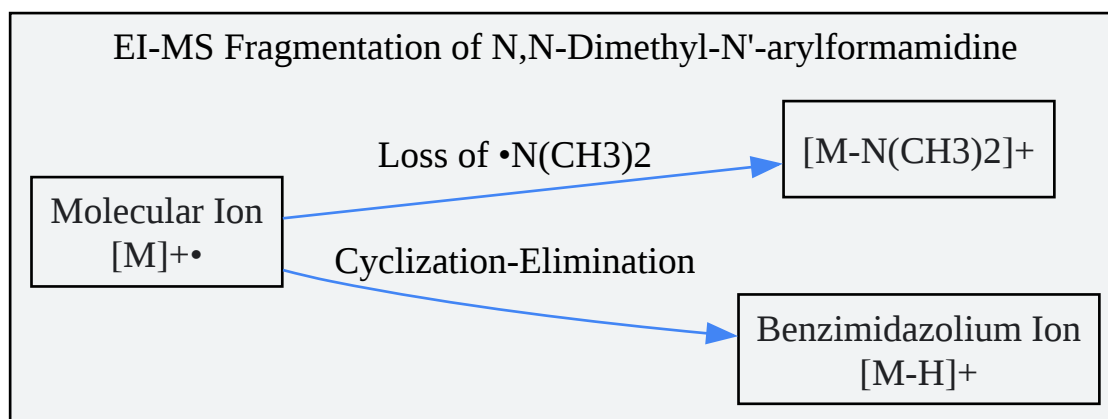 EI-MS Fragmentation of N,N-Dimethyl-N'-arylformamidine
Loss of •N(CH3)2
[M-N(CH3)2]+
Molecular Ion
[M]+•
Cyclization-Elimination
Benzimidazolium Ion
[M-H]+